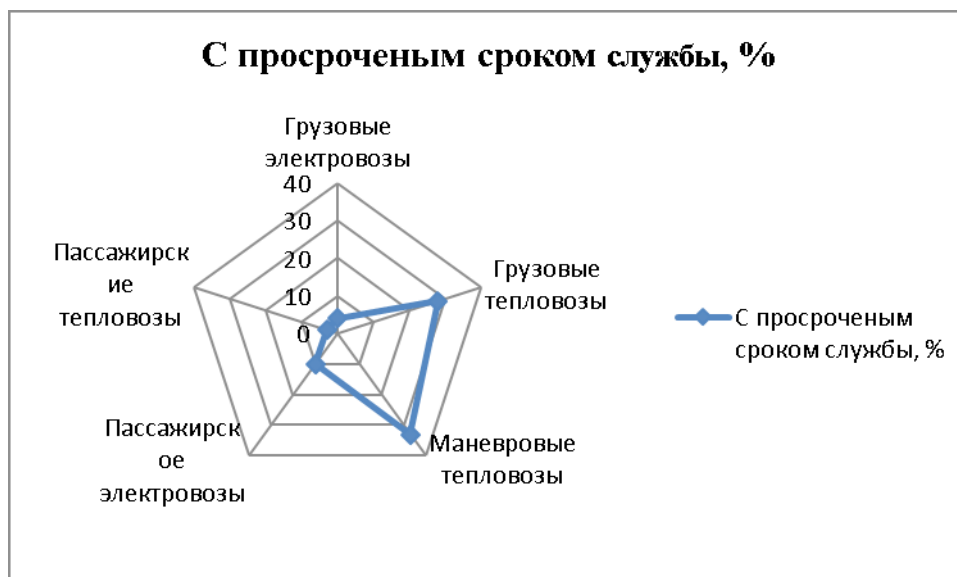 С просроченым сроком службы, %
Грузовые
электровозы
40
30
20
10
0
Грузовые
тепловозы
Маневровые
тепловозы
Пассажирск
ое
электровозы
Пассажирск
ие
тепловозы
С просроченым
сроком службы, %